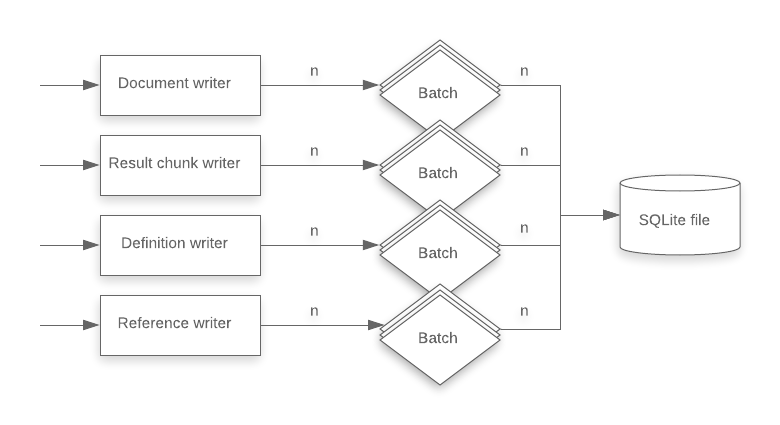 Document writer
n
Batch
n
Result chunk writer
n
Batch
n
Definition writer
n
Batch
n
Reference writer
n
Batch
n
SQLite file